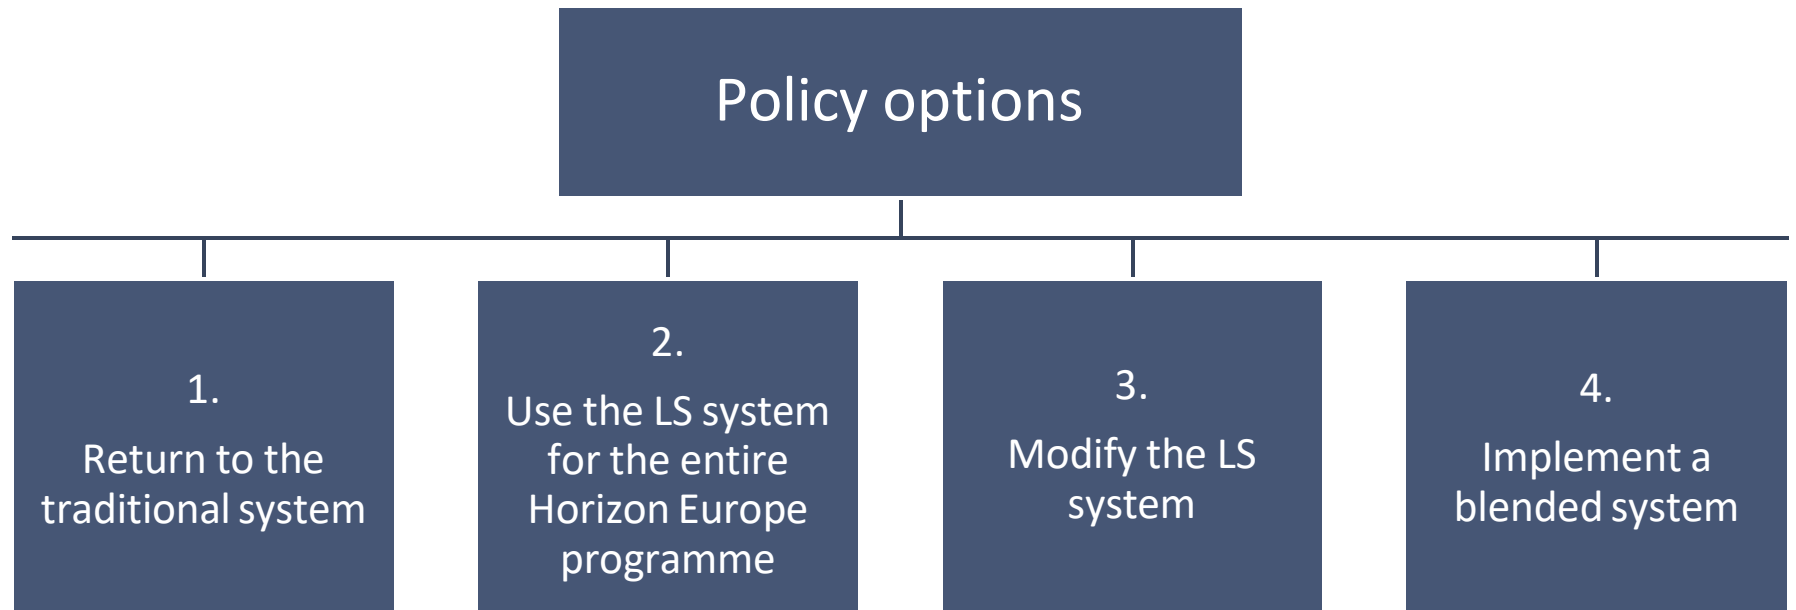 Policy options
1.
Return to the
traditional system
2.
Use the LS system
for the entire
Horizon Europe
programme
3.
Modify the LS
system
4.
Implement a
blended system